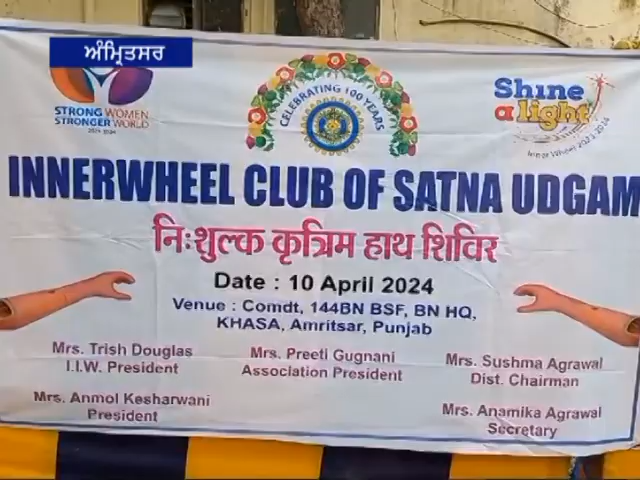 ਅੰਮ੍ਰਿਤਸਰ
STRONG WOMEN
STRONGER WORLD
CELEBRATING 100 YEARS
Shine
a light
INNERWHEEL CLUB OF SATNA UDGAM
निःशुल्क कृत्रिम हाथ शिविर
Date : 10 April 2024
Venue : Comdt, 144BN BSF, BN HQ,
KHASA, Amritsar, Punjab
Mrs. Trish Douglas
I.I.W. President
Mrs. Preeti Gugnani
Association President
Mrs. Sushma Agrawal
Dist. Chairman
Mrs. Anmol Kesharwani
President
Mrs. Anamika Agrawal
Secretary